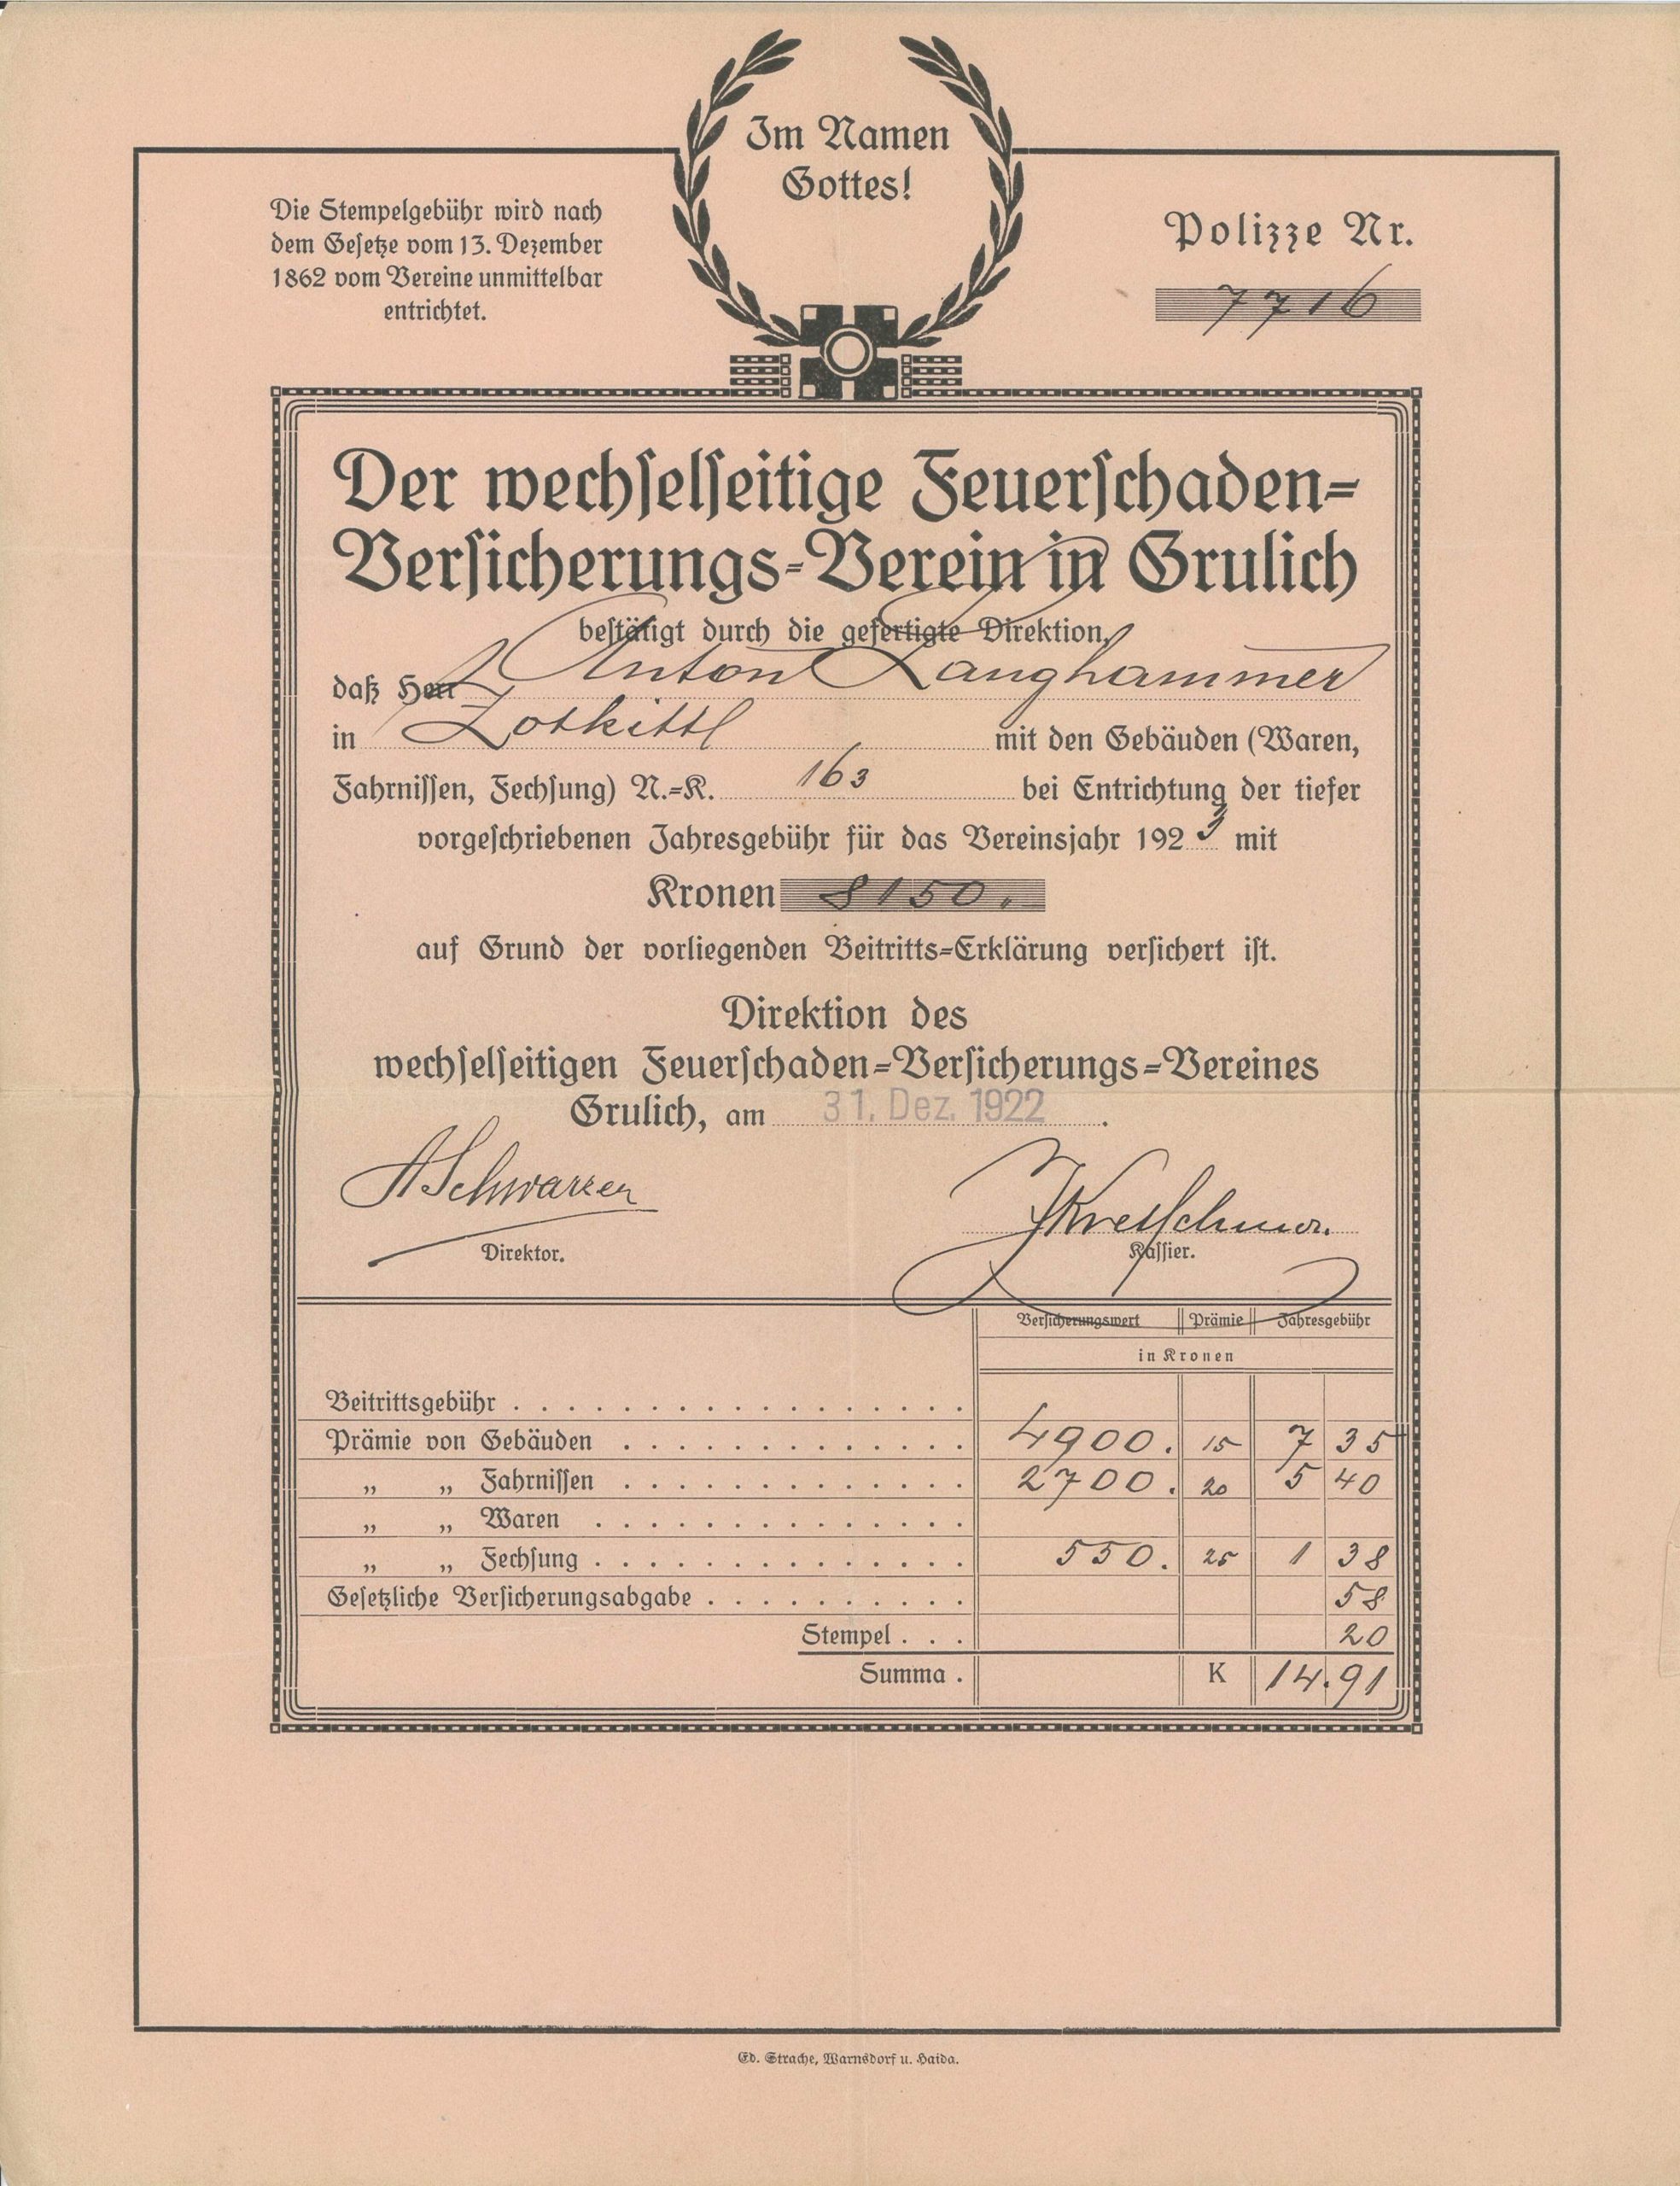 Im Namen
Gottes!
Die Stempelgebühr wird nach
dem Gesetze vom 13. Dezember
1862 vom Vereine unmittelbar
entrichtet.
Polizze Nr.
7716
Der wechselseitige Feuerschaden-
Versicherungs-Verein in Grulich
bestätigt durch die gefertigte Direktion,
daß Herr Anton Langhammer
in Zotkittl mit den Gebäuden (Waren,
Fahrnissen, Fechsung) N.-K. 163 bei Entrichtung der tiefer
vorgeschriebenen Jahresgebühr für das Vereinsjahr 1923 mit
Kronen 8150.
auf Grund der vorliegenden Beitritts-Erklärung versichert ist.
Direktion des
wechselseitigen Feuerschaden-Versicherungs-Vereines
Grulich, am 31. Dez. 1922.
Direktor.
JKretschmer.
Kassier.
Versicherungswert Prämie Jahresgebühr
in Kronen
Beitrittsgebühr
Prämie von Gebäuden 4900. 15 7 35
„ „ Fahrnissen 2700. 20 5 40
„ „ Waren
„ „ Fechsung 550. 25 1 38
Gesetzliche Versicherungsabgabe 58
Stempel 20
Summa K 14.91
Ed. Strache, Warnsdorf u. Haida.